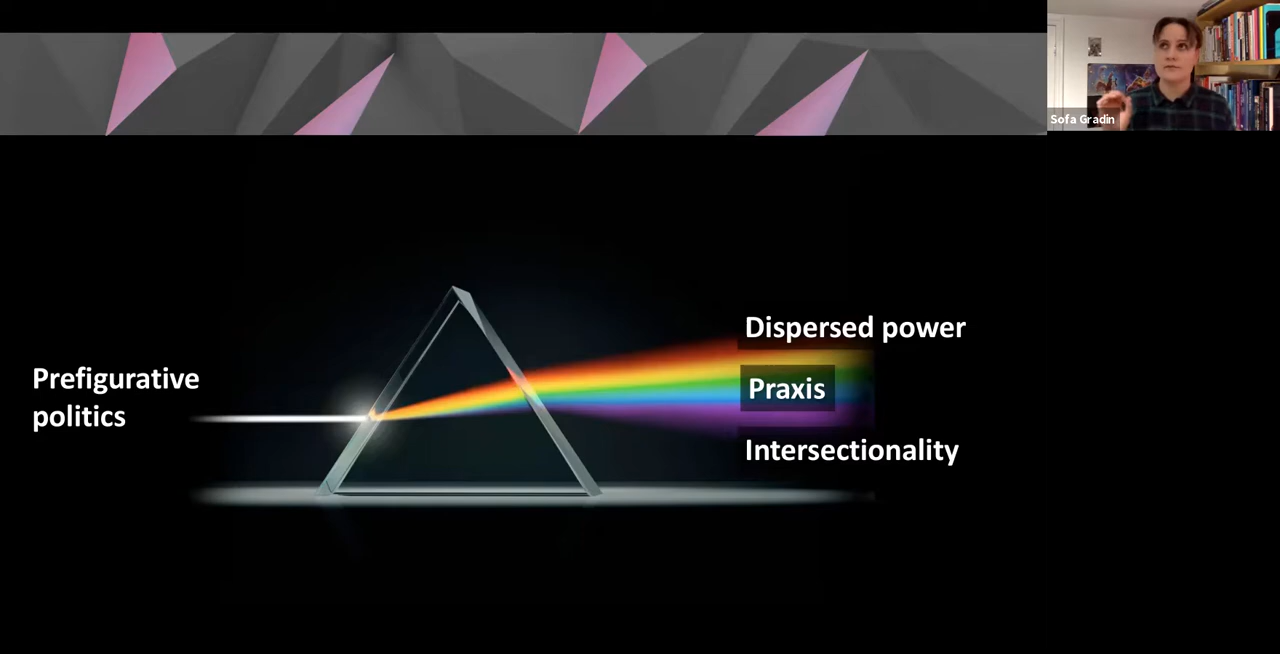 Sofa Gradin
Dispersed power
Prefigurative
politics
Praxis
Intersectionality